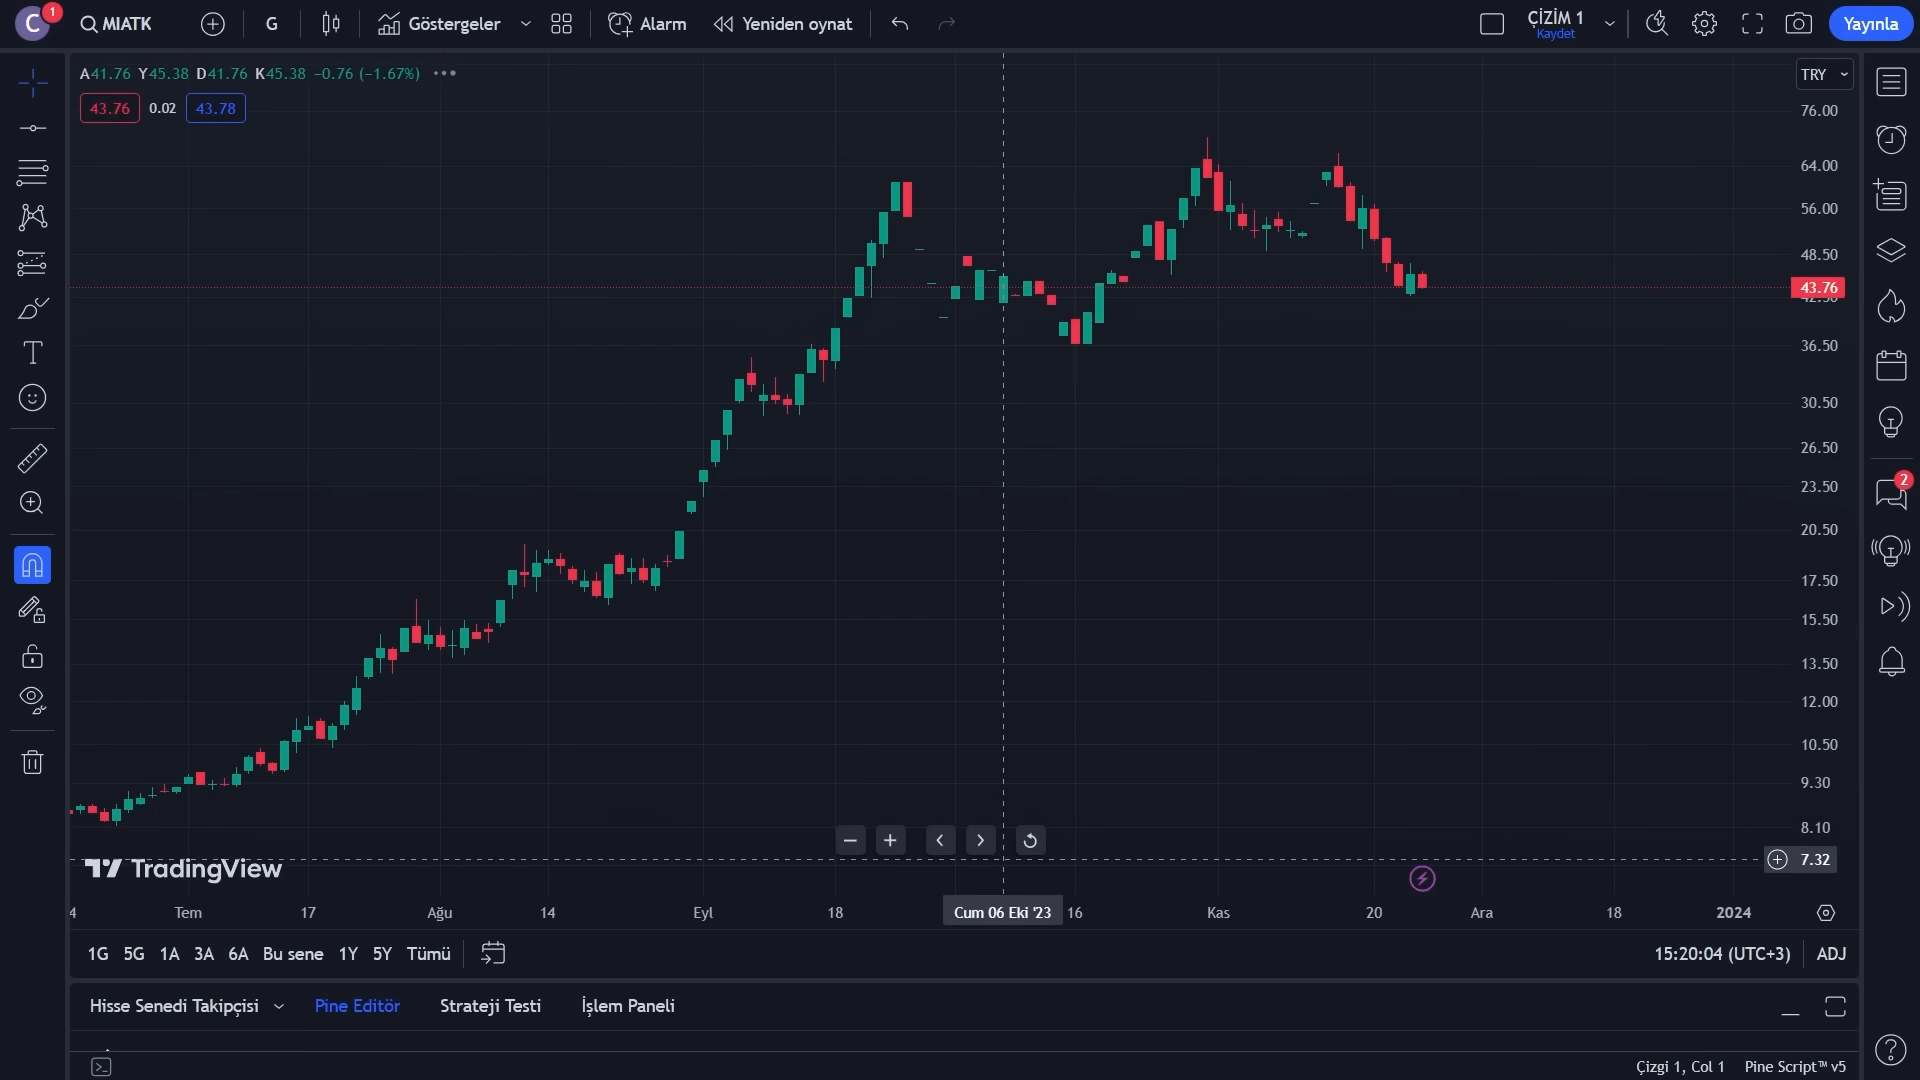 C 1 MIATK G Göstergeler Alarm Yeniden oynat ÇİZİM 1 Kaydet Yayınla
A41.76 Y45.38 D41.76 K45.38 −0.76 (−1.67%)
TRY
43.76 0.02 43.78
76.00
64.00
56.00
48.50
43.76
36.50
30.50
26.50
23.50
20.50
17.50
15.50
13.50
12.00
10.50
9.30
8.10
7.32
2
TradingView
4 Tem 17 Ağu 14 Eyl 18 Cum 06 Eki '23 16 Kas 20 Ara 18 2024
1G 5G 1A 3A 6A Bu sene 1Y 5Y Tümü 15:20:04 (UTC+3) ADJ
Hisse Senedi Takipçisi Pine Editör Strateji Testi İşlem Paneli
Çizgi 1, Col 1 Pine Script™ v5